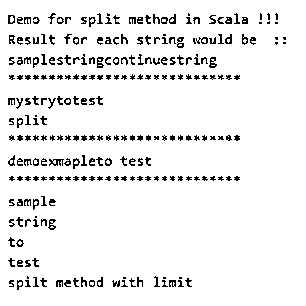 Demo for split method in Scala !!!
Result for each string would be  ::
samplestringcontinuestring
****************************
mystrytotest
split
****************************
demoexmapleto test
****************************
sample
string
to
test
spilt method with limit